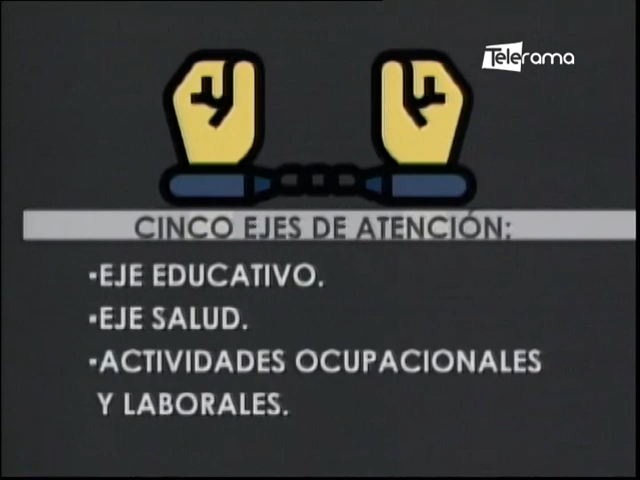 Telerama
CINCO EJES DE ATENCIÓN:
-EJE EDUCATIVO.
-EJE SALUD.
-ACTIVIDADES OCUPACIONALES
Y LABORALES.